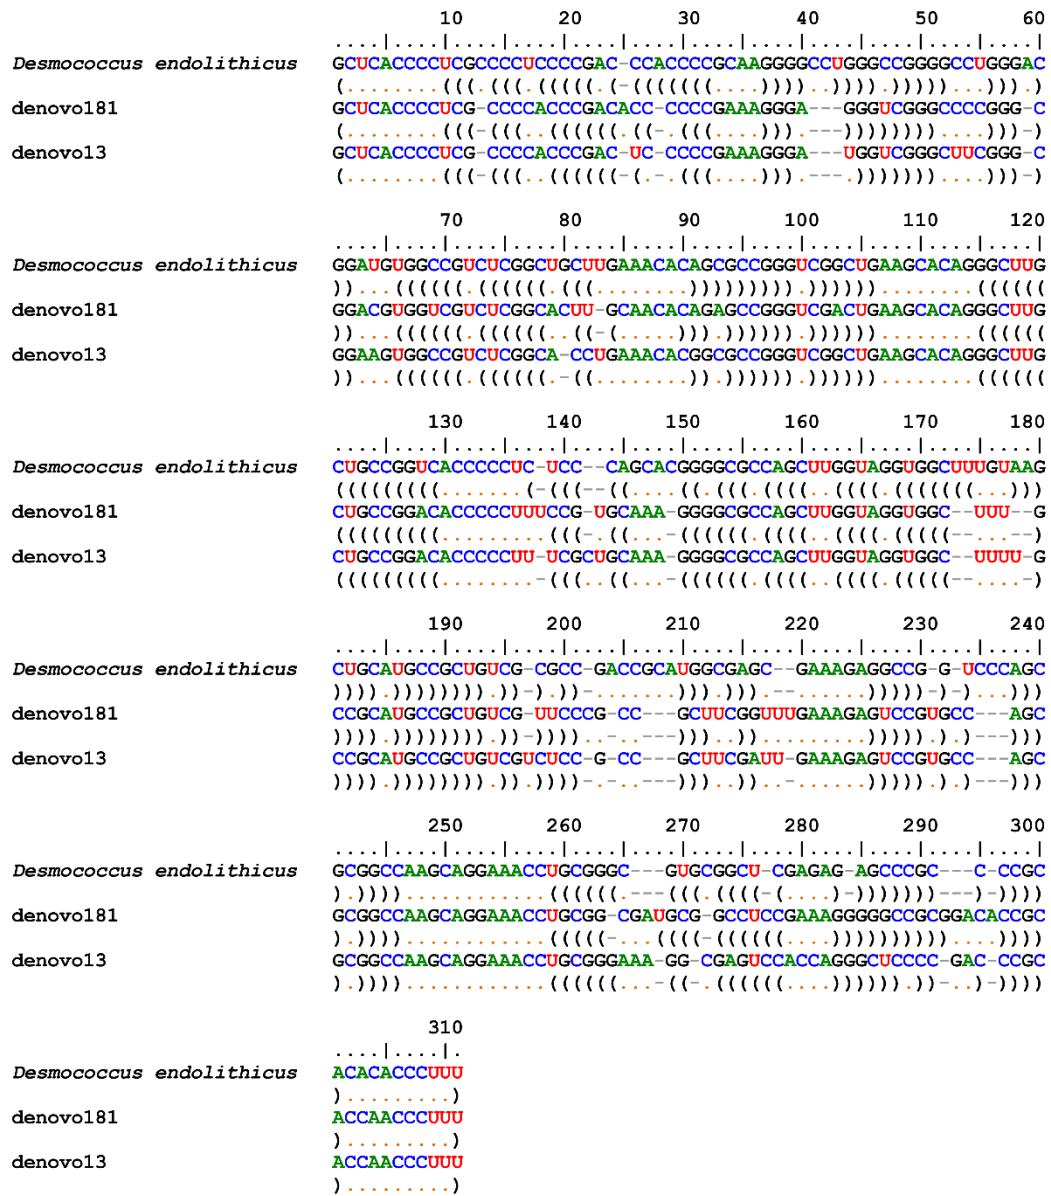 10 20 30 40 50 60
....|....|....|....|....|....|....|....|....|....|....|....|
Desmococcus endolithicus GCUCACCCCUCGCCCCUCCCCGAC-CCACCCCGCAAGGGGCCUGGGCCGGGGCCUGGGAC
(........(((.(((..((((((-(((((((....)))).....)))))....))).)
denovo181 GCUCACCCCUCG-CCCCACCCGACACC-CCCCGAAAGGGA---GGGUCGGGCCCCGGG-C
(........(((-(((..((((((.((-.(((....))).----))))))))....)))-)
denovo13 GCUCACCCCUCG-CCCCACCCGAC-UC-CCCCGAAAGGGA---UGGUCGGGCUUCGGG-C
(........(((-(((..((((((-(.-.(((....))).---.))))))))....)))-)
70 80 90 100 110 120
....|....|....|....|....|....|....|....|....|....|....|....|
Desmococcus endolithicus GGAUGUGGCCGUCUCGGCUGCUUGAAACACAGCGCCGGGUCGGCUGAAGCACAGGGCUUG
))...((((((.((((((.((.........)))))))))).))))))........((((((
denovo181 GGACGUGGUCGUCUCGGCACUU-GCAACACAGAGCCGGGUCGACUGAAGCACAGGGCUUG
))...((((((.((((((..((-(.....))).)))))).))))))........((((((
denovo13 GGAAGUGGCCGUCUCGGCA-CCUGAAACACGGCGCCGGGUCGGCUGAAGCACAGGGCUUG
))...((((((.((((((.-((........)).)))))).))))))........((((((
130 140 150 160 170 180
....|....|....|....|....|....|....|....|....|....|....|....|
Desmococcus endolithicus CUGCCGGUCACCCCCUC-UCC--CAGCACGGGGCGCCAGCUUGGUAGGUGGCUUUGUAAG
(((((((((.......(-(((--((....((.((.((((..((((.(((((((...)))
denovo181 CUGCCGGACACCCCCUUUCCG-UGCAAA-GGGGCGCCAGCUUGGUAGGUGGC--UUU--G
denovo13 CUGCCGGACACCCCCUU-UCGCUGCAAA-GGGGCGCCAGCUUGGUAGGUGGC--UUUU-G
(((((((((........-(((..((...-((((((.((((..((((.(((((--....-)
190 200 210 220 230 240
....|....|....|....|....|....|....|....|....|....|....|....|
Desmococcus endolithicus CUGCAUGCCGCUGUCG-CGCC-GACCGCAUGGCGAGC--GAAAGAGGCCG-G-UCCCAGC
)))).)))))))).))-).))-.......))).)))..--......))))).)-)-...)))
denovo181 CCGCAUGCCGCUGUCG-UUCCCG-CC---GCUUCGGUUUGAAAGAGUCCGUGCC---AGC
denovo13 CCGCAUGCCGCUGUCGUCUCC-G-CC---GCUUCGAUU-GAAAGAGUCCGUGCC---AGC
)))).)))))))).)).))))-.-..---)))..))..-......))))).).)---)))
250 260 270 280 290 300
....|....|....|....|....|....|....|....|....|....|....|....|
Desmococcus endolithicus GCGGCCAAGCAGGAAACCUGCGGGC---GUGCGGCU-CGAGAG-AGCCCGC---C-CCGC
).))))............((((((.---..((.((((-(....)-))))))).---)-))))
denovo181 GCGGCCAAGCAGGAAACCUGCGG-CGAUGCG-GCCUCCGAAAGGGGGCCGCGGACACCGC
).))))............(((((-...((((-((((((....))))))))))....))))
denovo13 GCGGCCAAGCAGGAAACCUGCGGGAAA-GG-CGAGUCCACCAGGGCUCCCC-GAC-CCGC
).))))............((((((...-((-.((((((....)))))).))-..)-))))
310
....|....|.
Desmococcus endolithicus ACACACCCUUU
).........)
denovo181 ACCAACCCUUU
).........)
denovo13 ACCAACCCUUU
).........)